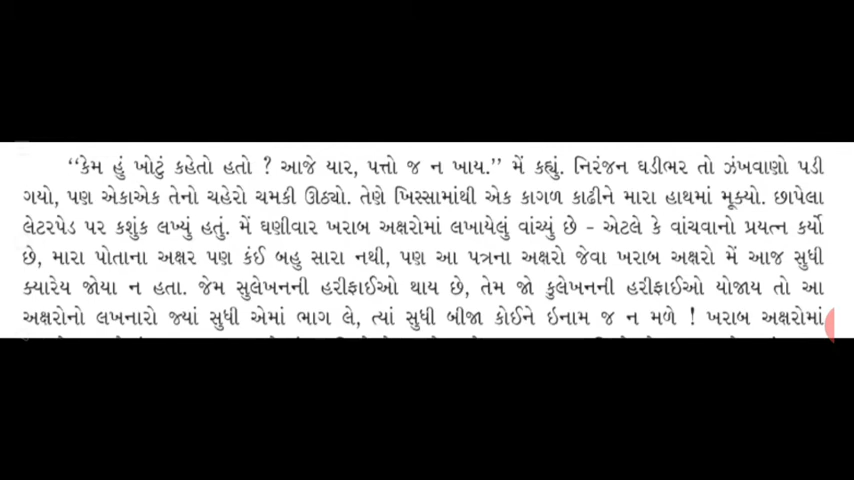 “કેમ હું ખોટું કહેતો હતો ? આજે યાર, પત્તો જ ન ખાય.” મેં કહ્યું. નિરંજન ઘડીભર તો ઝંખવાણો પડી
ગયો, પણ એકાએક તેનો ચહેરો ચમકી ઊઠ્યો. તેણે ખિસ્સામાંથી એક કાગળ કાઢીને મારા હાથમાં મૂક્યો. છાપેલા
લેટરપેડ પર કશુંક લખ્યું હતું. મેં ઘણીવાર ખરાબ અક્ષરોમાં લખાયેલું વાંચ્યું છે - એટલે કે વાંચવાનો પ્રયત્ન કર્યો
છે, મારા પોતાના અક્ષર પણ કંઈ બહુ સારા નથી, પણ આ પત્રના અક્ષરો જેવા ખરાબ અક્ષરો મેં આજ સુધી
ક્યારેય જોયા ન હતા. જેમ સુલેખનની હરીફાઈઓ થાય છે, તેમ જો કુલેખનની હરીફાઈઓ યોજાય તો આ
અક્ષરોનો લખનારો જ્યાં સુધી એમાં ભાગ લે, ત્યાં સુધી બીજા કોઈને ઇનામ જ ન મળે ! ખરાબ અક્ષરોમાં